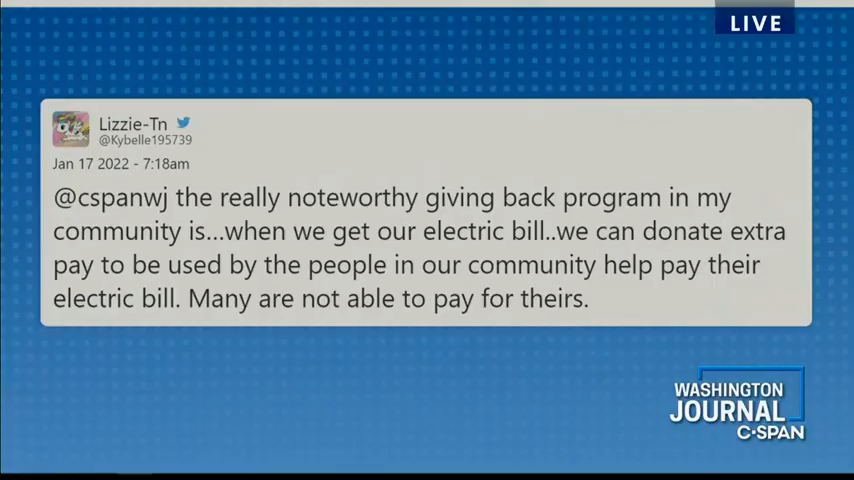 LIVE
Lizzie-Tn
@Kybelle195739
Jan 17 2022 - 7:18am
@cspanwj the really noteworthy giving back program in my
community is...when we get our electric bill..we can donate extra
pay to be used by the people in our community help pay their
electric bill. Many are not able to pay for theirs.
WASHINGTON
JOURNAL
C-SPAN